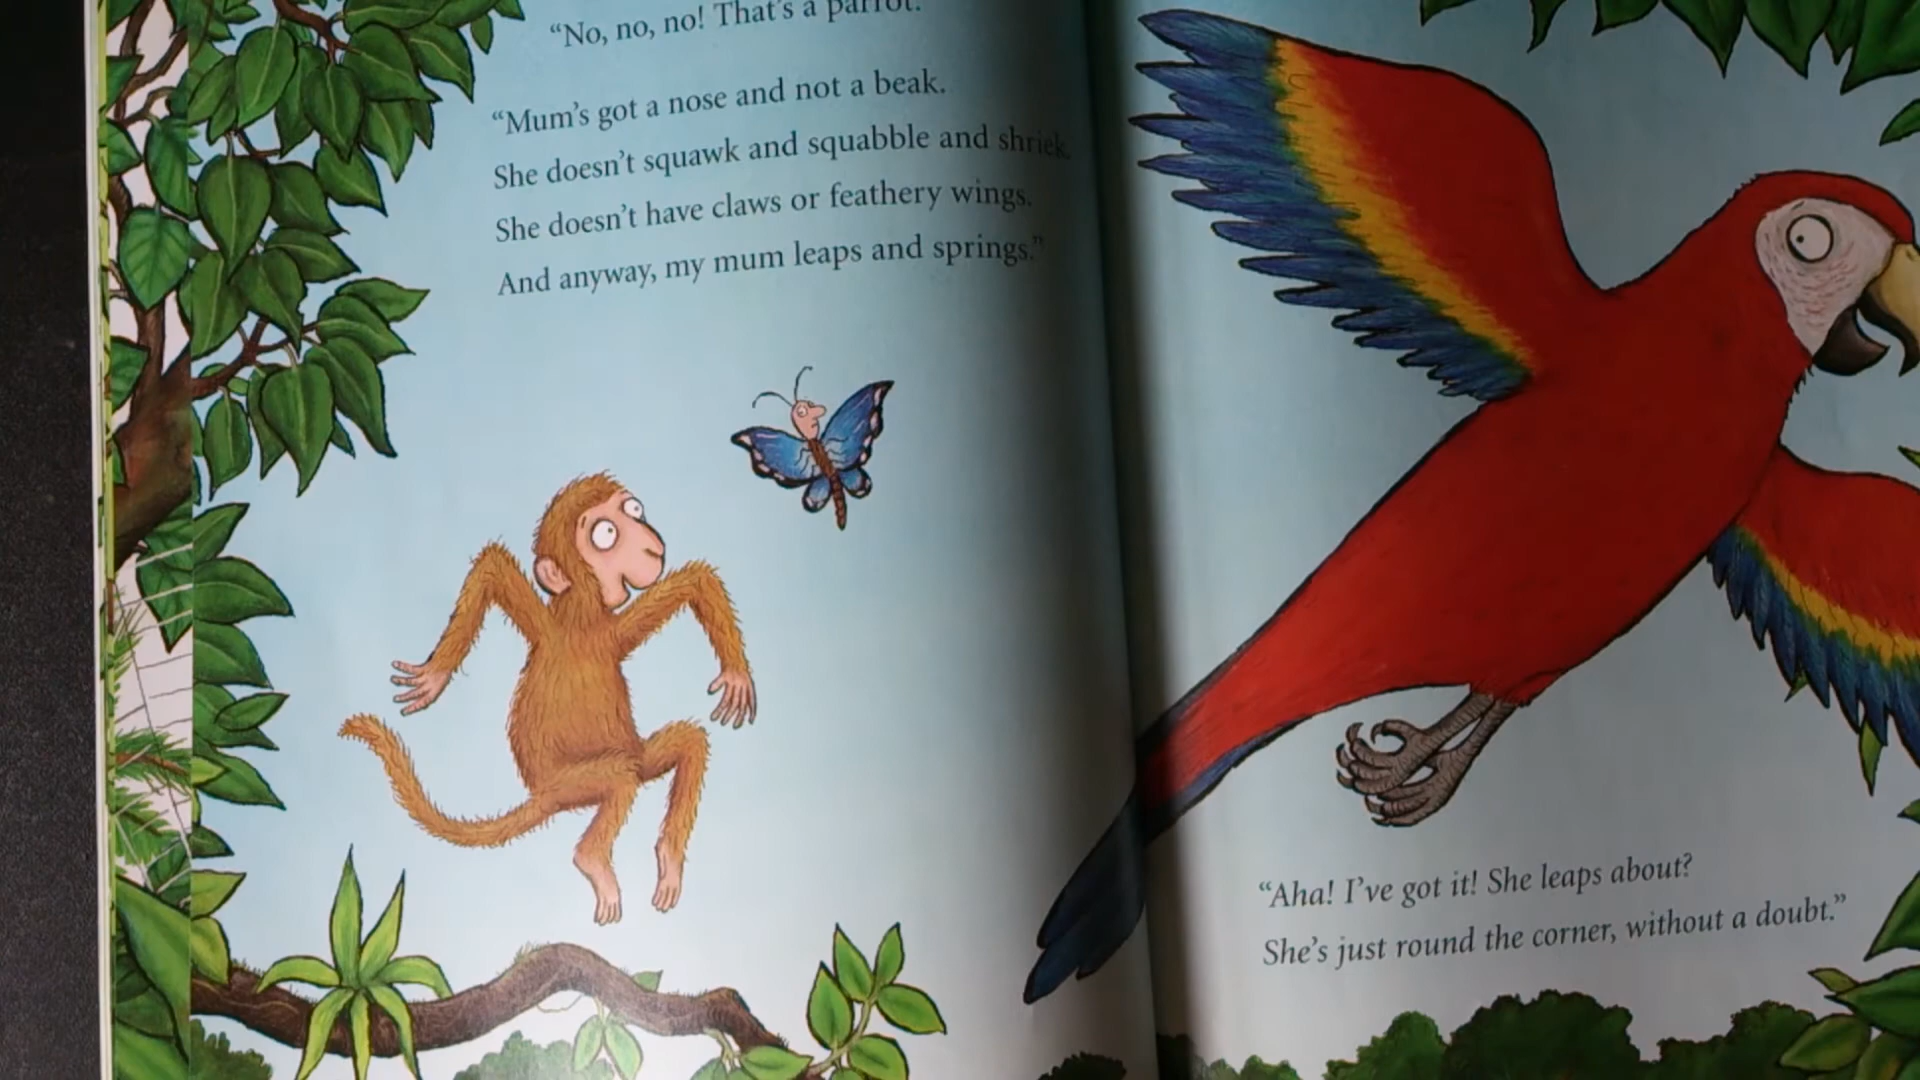 “No, no, no! That’s a parrot.
“Mum’s got a nose and not a beak.
She doesn’t squawk and squabble and shriek.
She doesn’t have claws or feathery wings.
And anyway, my mum leaps and springs.”
“Aha! I’ve got it! She leaps about?
She’s just round the corner, without a doubt.”